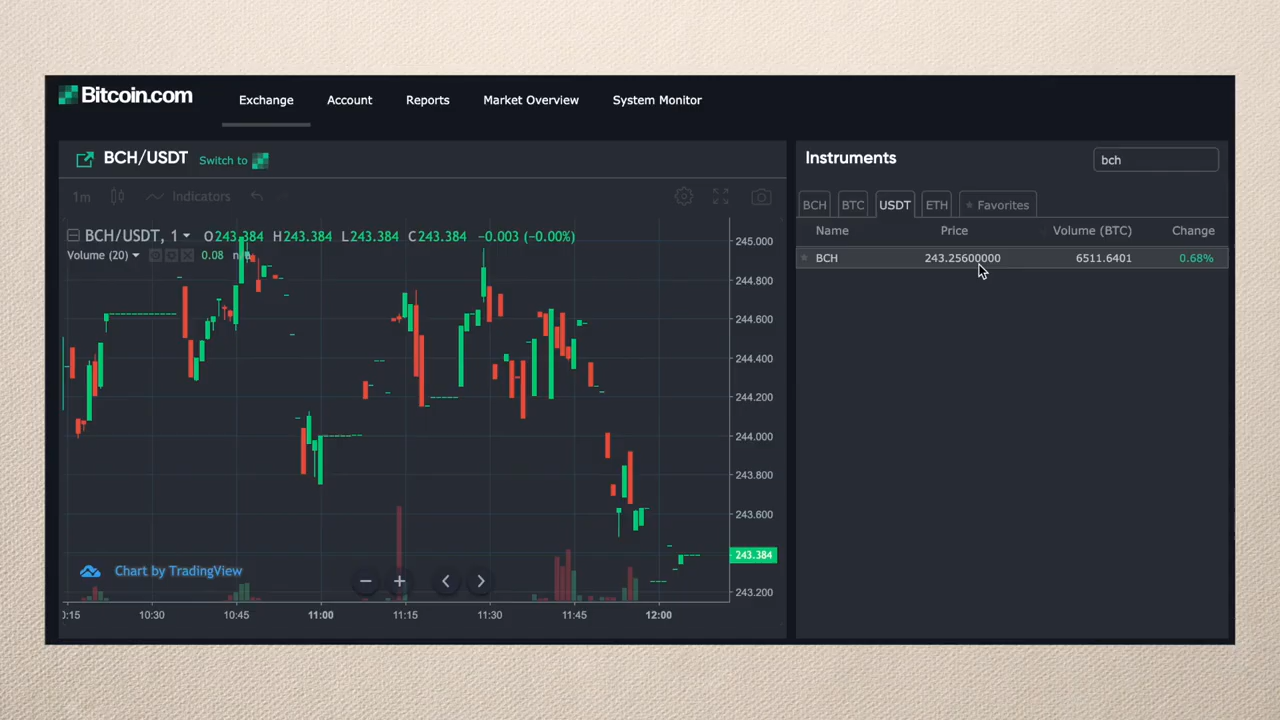 Bitcoin.com
Exchange
Account
Reports
Market Overview
System Monitor
BCH/USDT
Switch to
1m
Indicators
BCH/USDT, 1
O243.384 H243.384 L243.384 C243.384 −0.003 (−0.00%)
Volume (20)
0.08
245.000
244.800
244.600
244.400
244.200
244.000
243.800
243.600
243.384
243.200
Chart by TradingView
0:15 10:30 10:45 11:00 11:15 11:30 11:45 12:00
Instruments
bch
BCH
BTC
USDT
ETH
Favorites
Name Price Volume (BTC) Change
BCH 243.25600000 6511.6401 0.68%